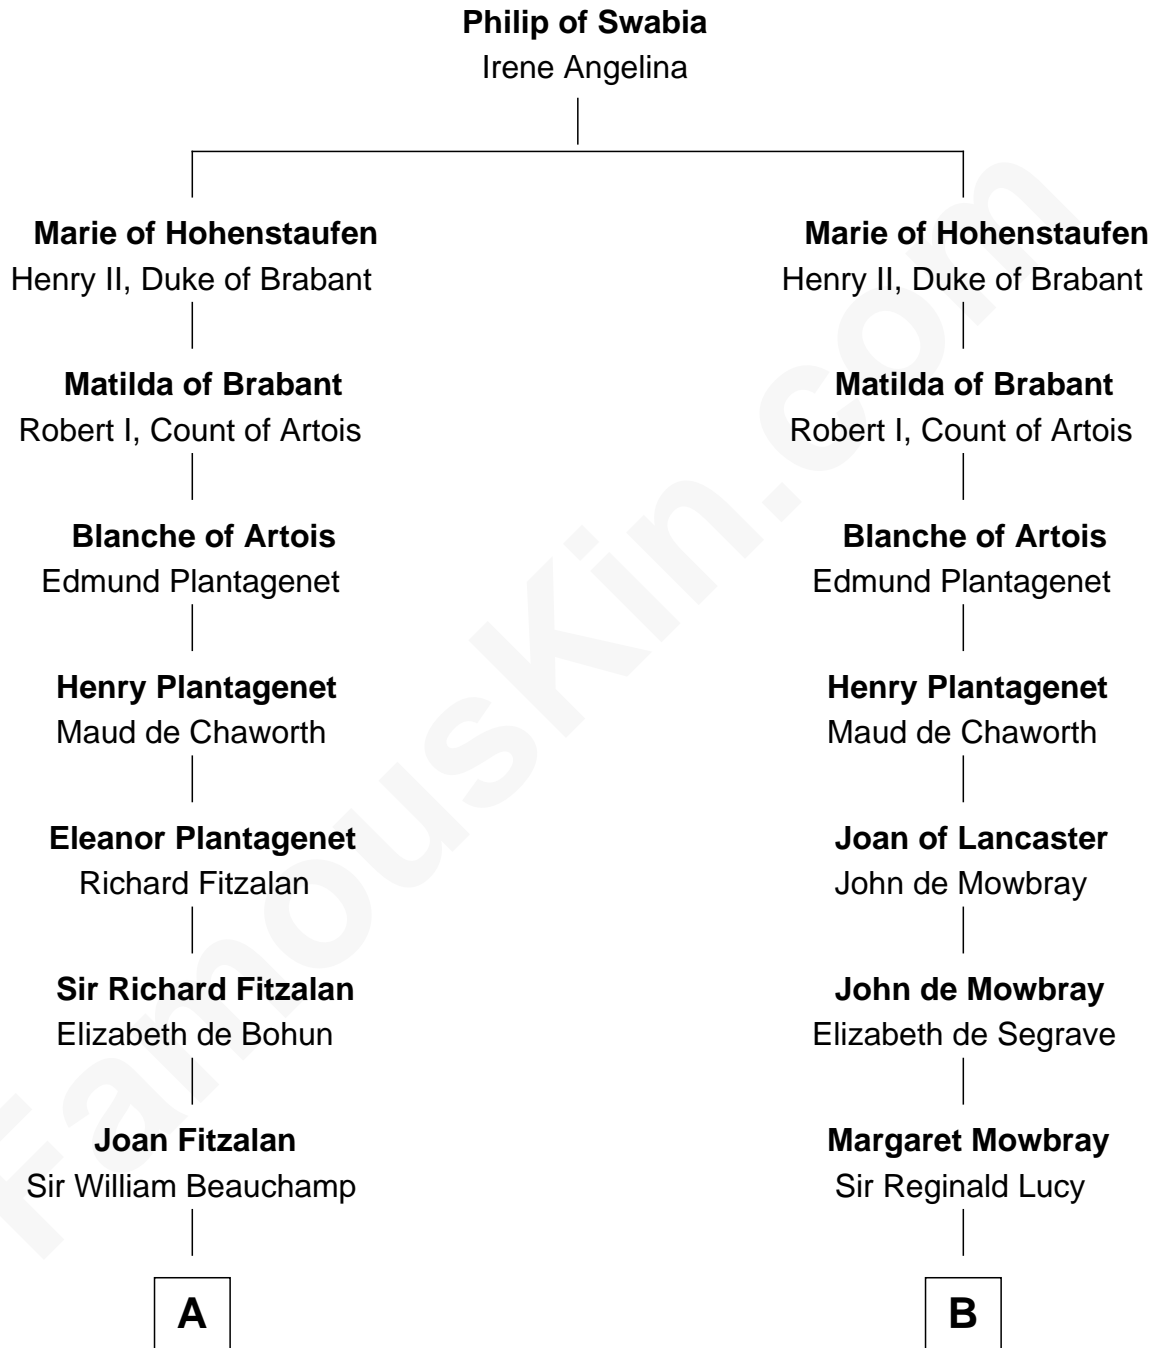 Philip of Swabia
Irene Angelina
Marie of Hohenstaufen
Henry II, Duke of Brabant
Matilda of Brabant
Robert I, Count of Artois
Blanche of Artois
Edmund Plantagenet
Henry Plantagenet
Maud de Chaworth
Eleanor Plantagenet
Richard Fitzalan
Sir Richard Fitzalan
Elizabeth de Bohun
Joan Fitzalan
Sir William Beauchamp
A
Marie of Hohenstaufen
Henry II, Duke of Brabant
Matilda of Brabant
Robert I, Count of Artois
Blanche of Artois
Edmund Plantagenet
Henry Plantagenet
Maud de Chaworth
Joan of Lancaster
John de Mowbray
John de Mowbray
Elizabeth de Segrave
Margaret Mowbray
Sir Reginald Lucy
B
FamousKin.com